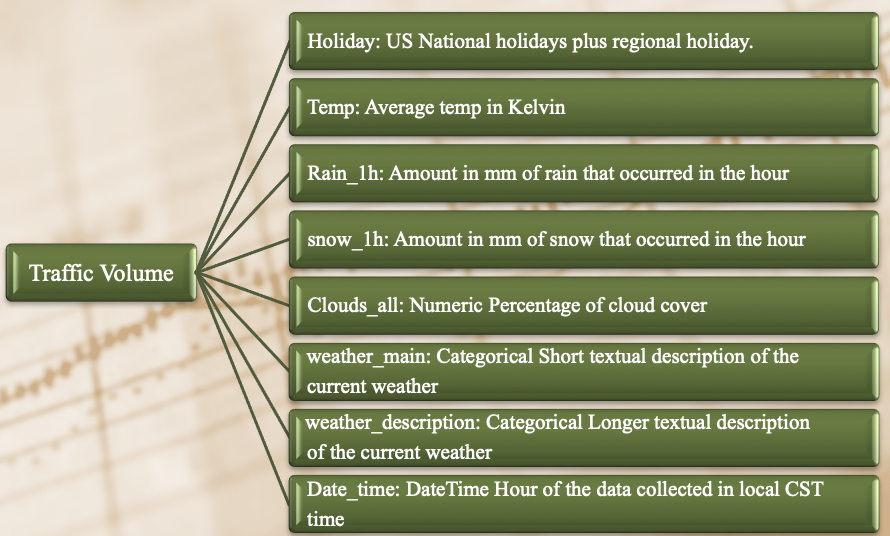 Holiday: US National holidays plus regional holiday.
Temp: Average temp in Kelvin
Rain_1h: Amount in mm of rain that occurred in the hour
snow_1h: Amount in mm of snow that occurred in the hour
Traffic Volume
Clouds_all: Numeric Percentage of cloud cover
weather_main: Categorical Short textual description of the
current weather
weather_description: Categorical Longer textual description
of the current weather
Date_time: DateTime Hour of the data collected in local CST
time